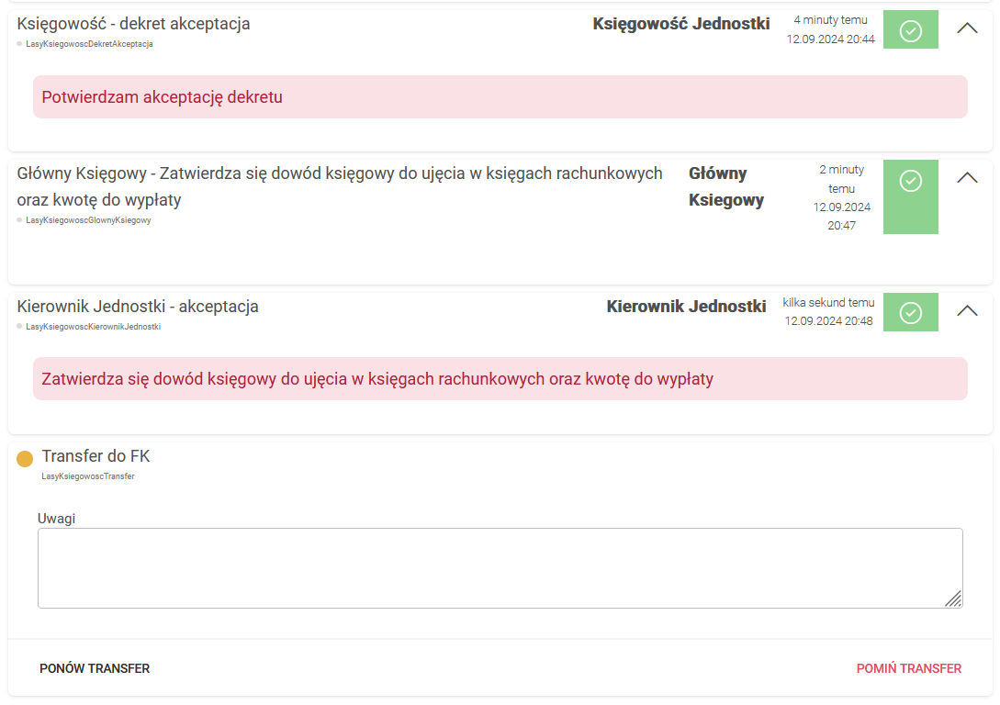 Księgowość - dekret akceptacja
Księgowość Jednostki
4 minuty temu
12.09.2024 20:44
LasyKsiegowoscDekretAkceptacja
Potwierdzam akceptację dekretu
Główny Księgowy - Zatwierdza się dowód księgowy do ujęcia w księgach rachunkowych
oraz kwotę do wypłaty
LasyKsiegowoscGlownyKsiegowy
Główny
Ksiegowy
2 minuty
temu
12.09.2024
20:47
Kierownik Jednostki - akceptacja
Kierownik Jednostki
kilka sekund temu
12.09.2024 20:48
LasyKsiegowoscKierownikJednostki
Zatwierdza się dowód księgowy do ujęcia w księgach rachunkowych oraz kwotę do wypłaty
Transfer do FK
LasyKsiegowoscTransfer
Uwagi
PONÓW TRANSFER
POMIŃ TRANSFER